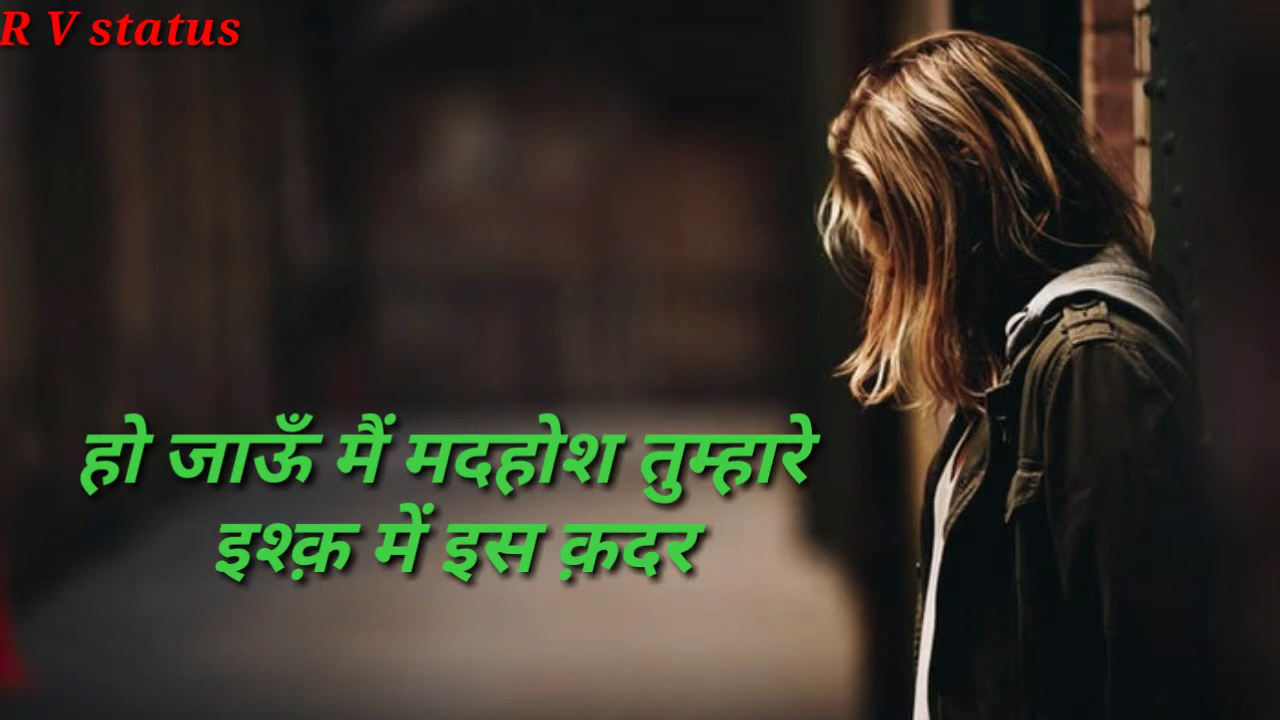 R V status
हो जाऊँ मैं मदहोश तुम्हारे
इश्क़ में इस क़दर